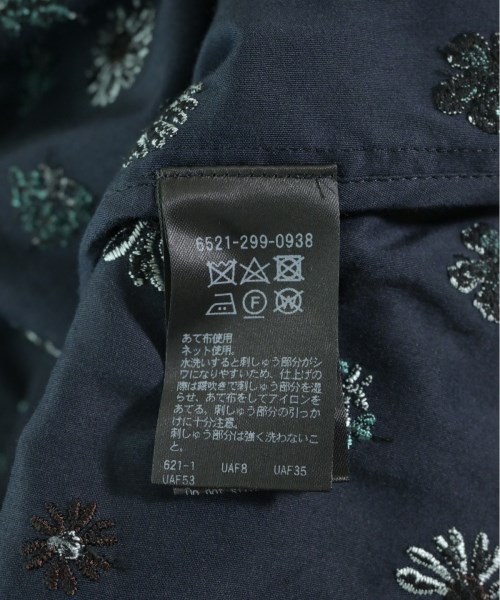 6521-299-0938
F
W
あて布使用
ネット使用。
水洗いすると刺しゅう部分がシ
ワになりやすいため、仕上げの
際は霧吹きで刺しゅう部分を湿
らせ、あて布をしてアイロンを
あてる。刺しゅう部分の引っか
けに十分注意。
刺しゅう部分は強く洗わないこ
と。
621-1 UAF8 UAF35
UAF53